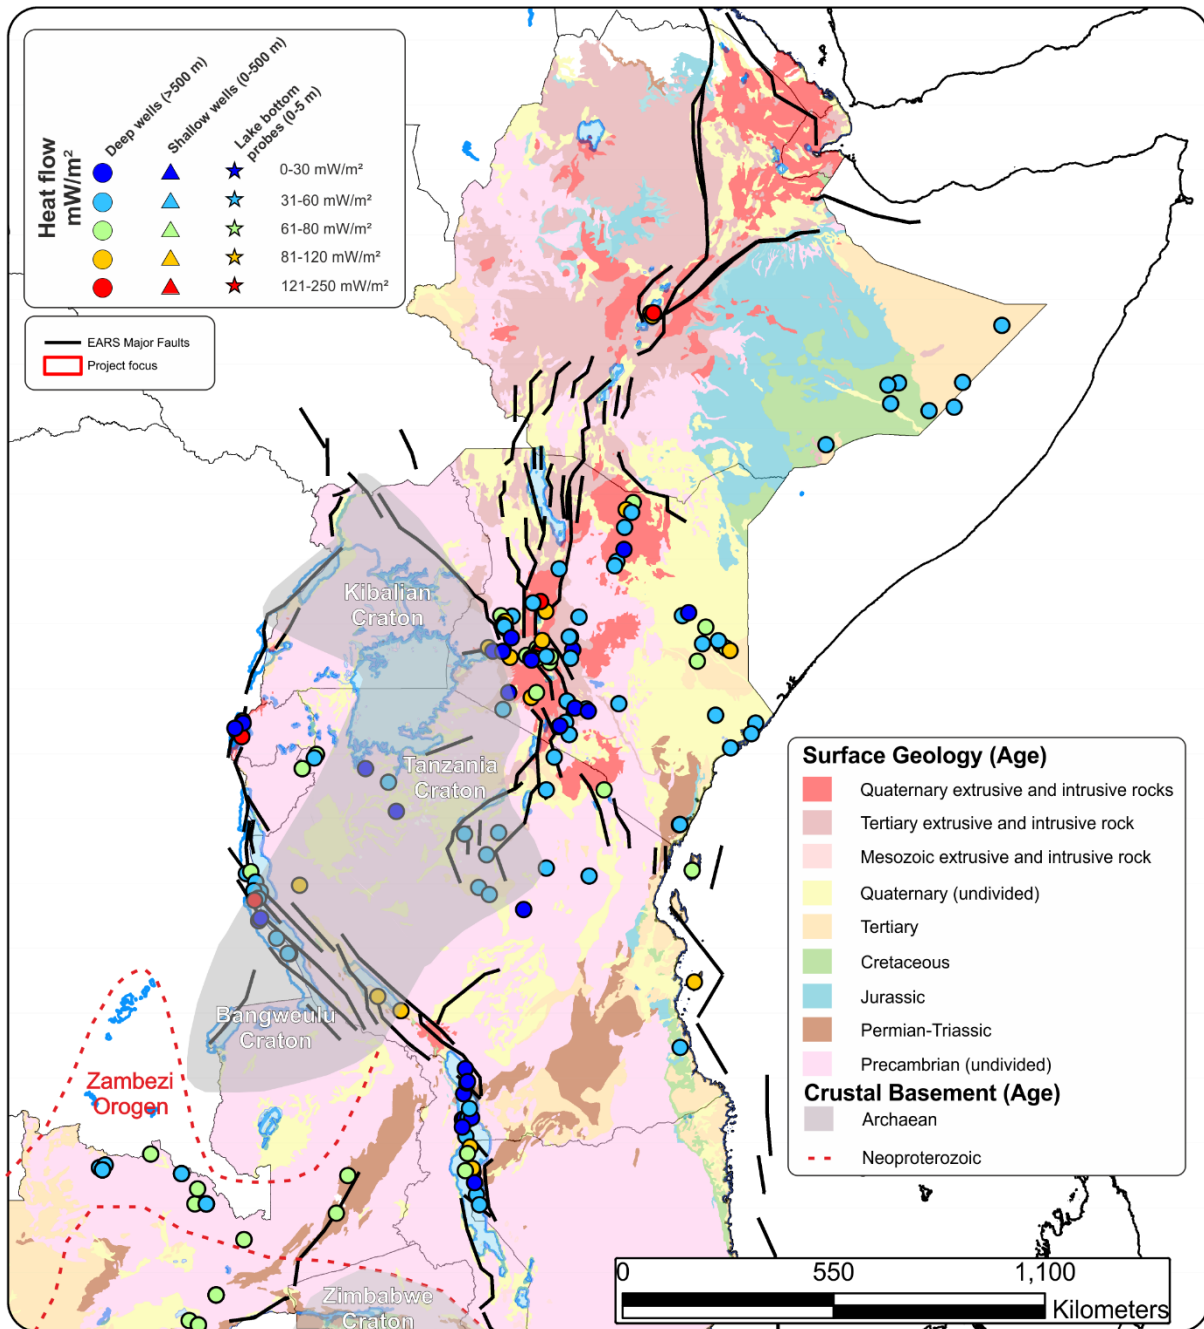 Heat flow
mW/m²
Deep wells (>500 m)
Shallow wells (0-500 m)
Lake bottom
probes (0-5 m)
0-30 mW/m²
31-60 mW/m²
61-80 mW/m²
81-120 mW/m²
121-250 mW/m²
EARS Major Faults
Project focus
Kibalian
Craton
Tanzania
Craton
Bangweulu
Craton
Zambezi
Orogen
Zimbabwe
Craton
Surface Geology (Age)
Quaternary extrusive and intrusive rocks
Tertiary extrusive and intrusive rock
Mesozoic extrusive and intrusive rock
Quaternary (undivided)
Tertiary
Cretaceous
Jurassic
Permian-Triassic
Precambrian (undivided)
Crustal Basement (Age)
Archaean
Neoproterozoic
0 550 1,100
Kilometers